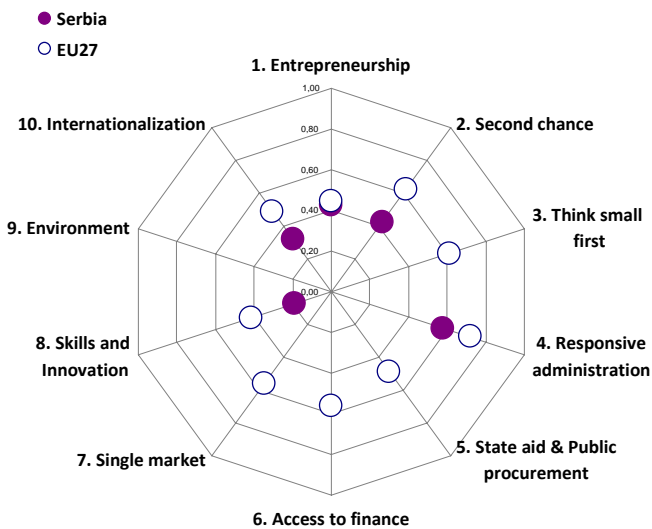 Serbia
EU27
1. Entrepreneurship
1,00
10. Internationalization
2. Second chance
0,80
0,60
9. Environment
3. Think small
first
0,40
0,20
0,00
8. Skills and
Innovation
4. Responsive
administration
7. Single market
5. State aid & Public
procurement
6. Access to finance